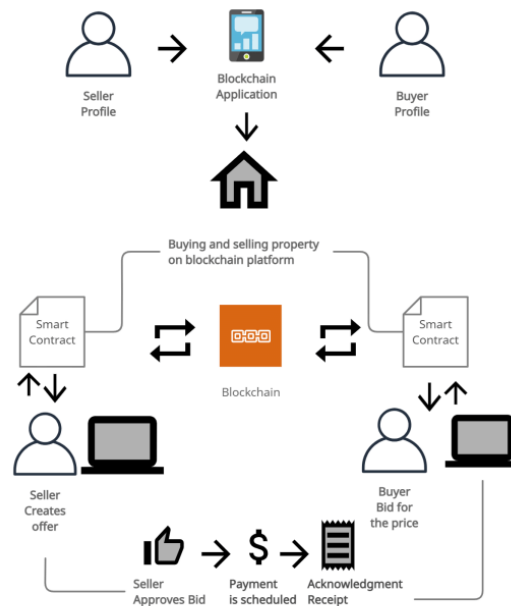 Seller
Profile
Blockchain
Application
Buyer
Profile
Buying and selling property
on blockchain platform
Smart
Contract
Smart
Contract
Blockchain
Seller
Creates
offer
Buyer
Bid for
the price
Seller
Approves Bid
$
Payment
is scheduled
Acknowledgment
Receipt